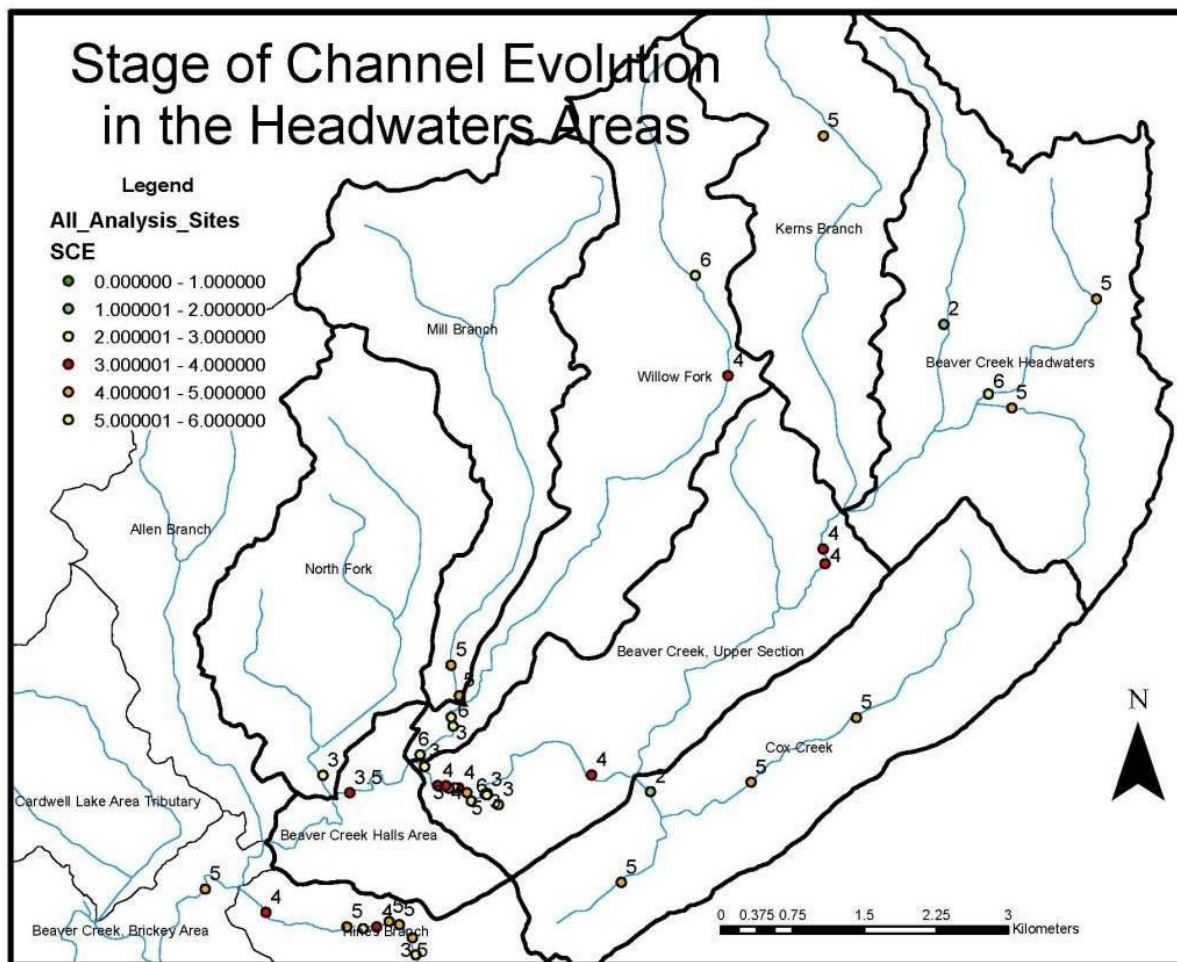 Stage of Channel Evolution
in the Headwaters Areas
Legend
All_Analysis_Sites
SCE
0.000000 - 1.000000
1.000001 - 2.000000
2.000001 - 3.000000
3.000001 - 4.000000
4.000001 - 5.000000
5.000001 - 6.000000
5
Kerns Branch
6
5
2
Mill Branch
4
Willow Fork
Beaver Creek Headwaters
6
5
Allen Branch
North Fork
4
4
5
Beaver Creek, Upper Section
5
6
3
5
N
Cox Creek
6
3
3
3.5
4
4
6
3
3
5
4
2
5
Cardwell Lake Area Tributary
Beaver Creek Halls Area
5
5
4
5
4
5
5
Beaver Creek, Brickey Area
Hines Branch
3.5
0 0.375 0.75 1.5 2.25 3
Kilometers